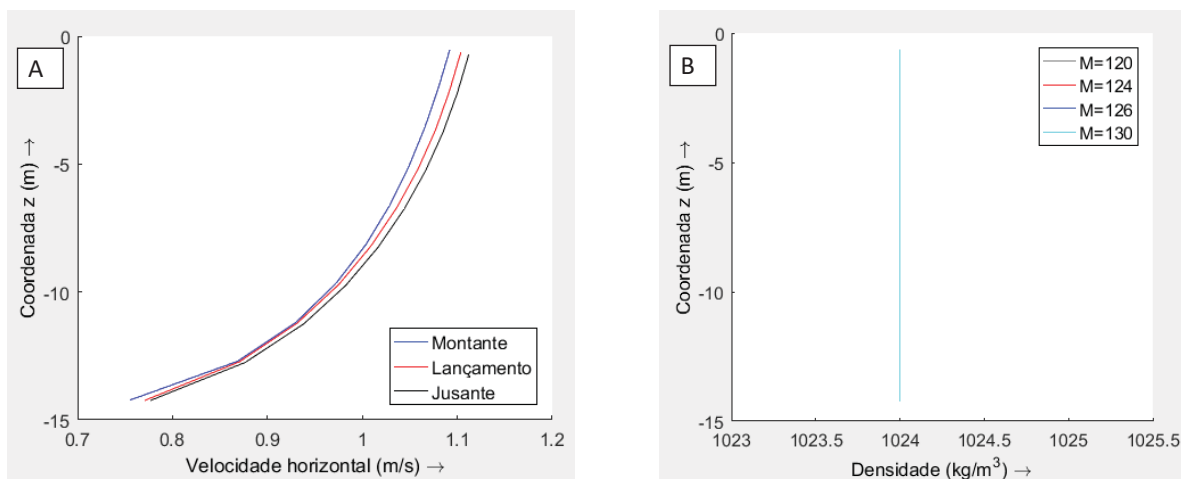 A
0
-5
-10
-15
Coordenada z (m) →
0.7 0.8 0.9 1 1.1 1.2
Velocidade horizontal (m/s) →
Montante
Lançamento
Jusante
B
0
-5
-10
-15
Coordenada z (m) →
1023 1023.5 1024 1024.5 1025 1025.5
Densidade (kg/m³) →
M=120
M=124
M=126
M=130